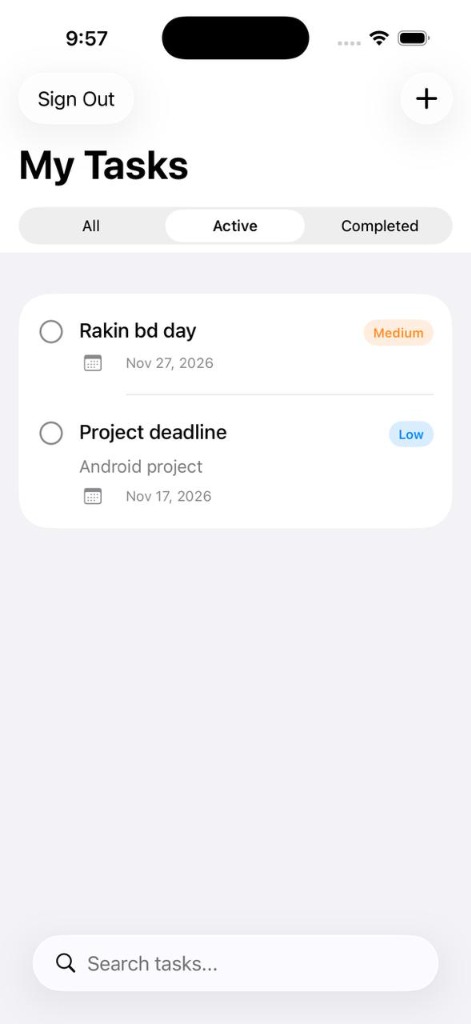 9:57
Sign Out
My Tasks
All Active Completed
Rakin bd day Medium
Nov 27, 2026
Project deadline Low
Android project
Nov 17, 2026
Search tasks...